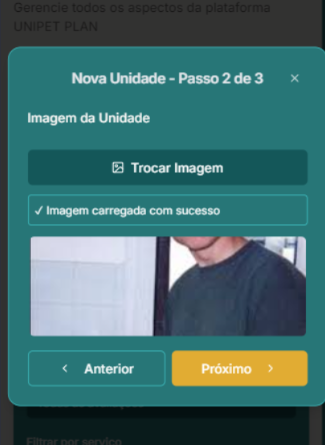 Gerencie todos os aspectos da plataforma
UNIPET PLAN
Nova Unidade - Passo 2 de 3 ×
Imagem da Unidade
Trocar Imagem
✓ Imagem carregada com sucesso
‹ Anterior
Próximo ›
Filtrar por serviço